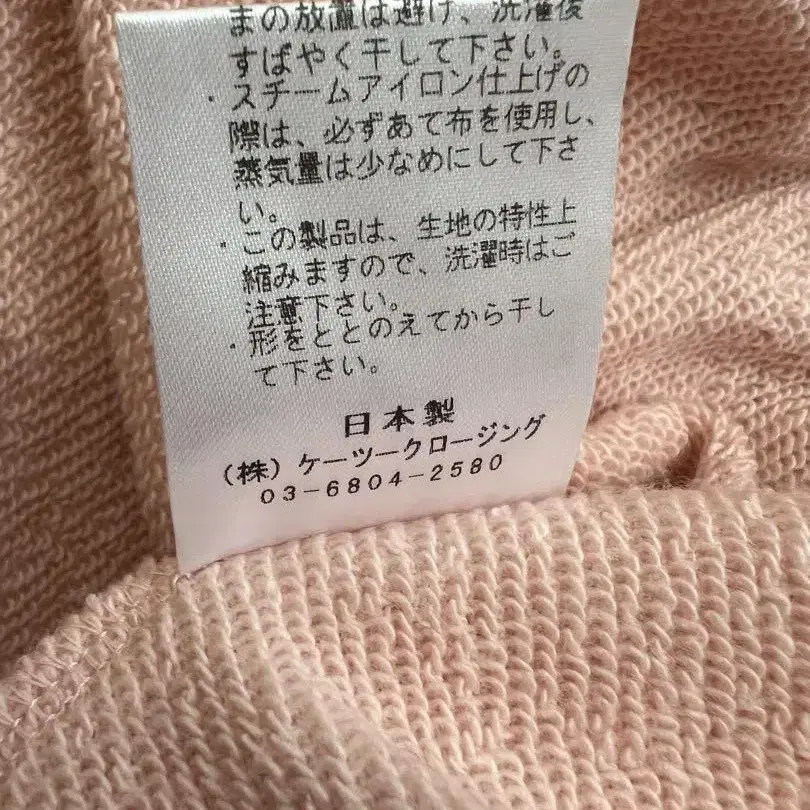 まの放置は避け、洗濯後
すばやく干して下さい。
・スチームアイロン仕上げの
際は、必ずあて布を使用し、
蒸気量は少なめにして下さ
い。
・この製品は、生地の特性上
縮みますので、洗濯時はご
注意下さい。
・形をととのえてから干し
て下さい。
日本製
(株)ケーツークロージング
03-6804-2580